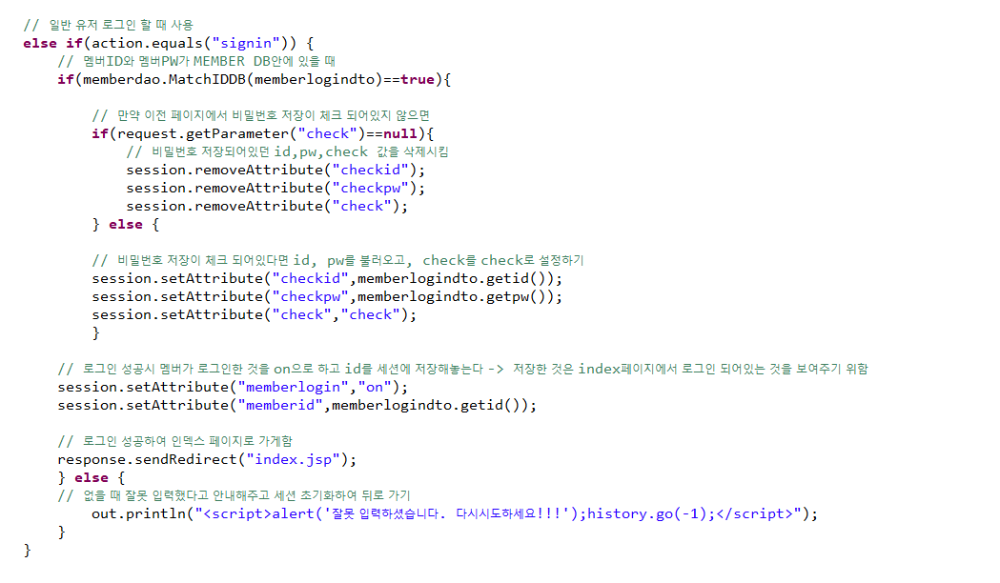 // 일반 유저 로그인 할 때 사용
else if(action.equals("signin")) {
// 멤버ID와 멤버PW가 MEMBER DB안에 있을 때
if(memberdao.MatchIDDB(memberlogindto)==true){
// 만약 이전 페이지에서 비밀번호 저장이 체크 되어있지 않으면
if(request.getParameter("check")==null){
// 비밀번호 저장되어있던 id,pw,check 값을 삭제시킴
session.removeAttribute("checkid");
session.removeAttribute("checkpw");
session.removeAttribute("check");
} else {
// 비밀번호 저장이 체크 되어있다면 id, pw를 불러오고, check를 check로 설정하기
session.setAttribute("checkid",memberlogindto.getid());
session.setAttribute("checkpw",memberlogindto.getpw());
session.setAttribute("check","check");
}
// 로그인 성공시 멤버가 로그인한 것을 on으로 하고 id를 세션에 저장해놓는다 -> 저장한 것은 index페이지에서 로그인 되어있는 것을 보여주기 위함
session.setAttribute("memberlogin","on");
session.setAttribute("memberid",memberlogindto.getid());
// 로그인 성공하여 인덱스 페이지로 가게함
response.sendRedirect("index.jsp");
} else {
// 없을 때 잘못 입력했다고 안내해주고 세션 초기화하여 뒤로 가기
out.println("<script>alert('잘못 입력하셨습니다. 다시시도하세요!!!');history.go(-1);</script>");
}
}